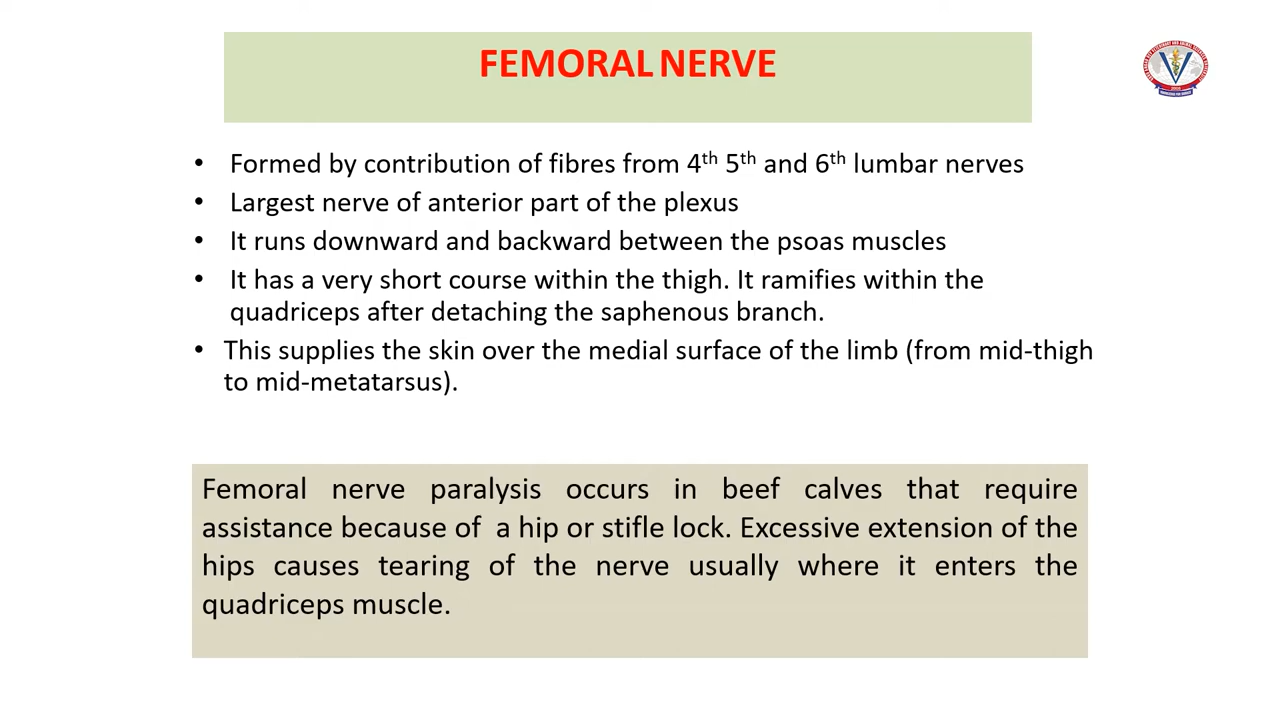 FEMORAL NERVE
• Formed by contribution of fibres from 4th 5th and 6th lumbar nerves
• Largest nerve of anterior part of the plexus
• It runs downward and backward between the psoas muscles
• It has a very short course within the thigh. It ramifies within the
quadriceps after detaching the saphenous branch.
• This supplies the skin over the medial surface of the limb (from mid-thigh
to mid-metatarsus).
Femoral nerve paralysis occurs in beef calves that require
assistance because of a hip or stifle lock. Excessive extension of the
hips causes tearing of the nerve usually where it enters the
quadriceps muscle.